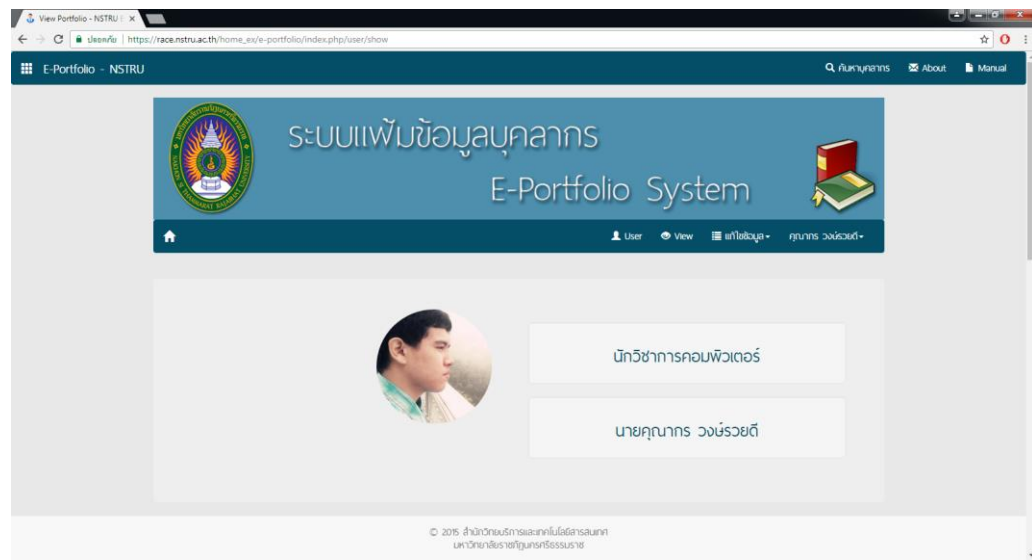 View Portfolio - NSTRU
ปลอดภัย | https://race.nstru.ac.th/home_ex/e-portfolio/index.php/user/show
E-Portfolio - NSTRU
ค้นหาบุคลากร
About
Manual
ระบบแฟ้มข้อมูลบุคลากร
E-Portfolio System
User
View
แก้ไขข้อมูล
คุณากร วงษ์รวยดี
นักวิชาการคอมพิวเตอร์
นายคุณากร วงษ์รวยดี
© 2015 สำนักวิทยบริการและเทคโนโลยีสารสนเทศ
มหาวิทยาลัยราชภัฏนครศรีธรรมราช